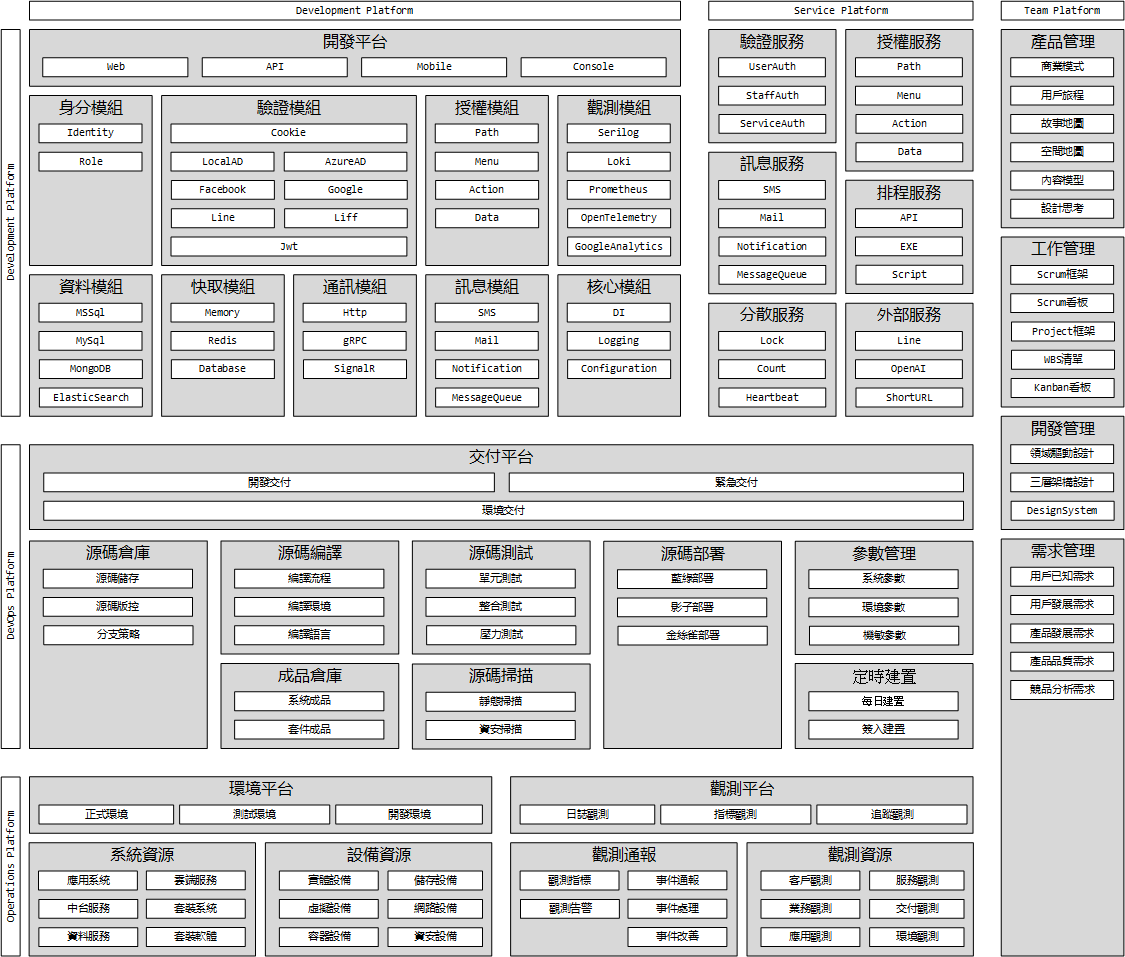 Development Platform
Service Platform
Team Platform
Development Platform
開發平台
Web
API
Mobile
Console
身分模組
Identity
Role
驗證模組
Cookie
LocalAD
AzureAD
Facebook
Google
Line
Liff
Jwt
授權模組
Path
Menu
Action
Data
觀測模組
Serilog
Loki
Prometheus
OpenTelemetry
GoogleAnalytics
資料模組
MSSql
MySql
MongoDB
ElasticSearch
快取模組
Memory
Redis
Database
通訊模組
Http
gRPC
SignalR
訊息模組
SMS
Mail
Notification
MessageQueue
核心模組
DI
Logging
Configuration
驗證服務
UserAuth
StaffAuth
ServiceAuth
授權服務
Path
Menu
Action
Data
訊息服務
SMS
Mail
Notification
MessageQueue
排程服務
API
EXE
Script
分散服務
Lock
Count
Heartbeat
外部服務
Line
OpenAI
ShortURL
產品管理
商業模式
用戶旅程
故事地圖
空間地圖
內容模型
設計思考
工作管理
Scrum框架
Scrum看板
Project框架
WBS清單
Kanban看板
開發管理
領域驅動設計
三層架構設計
DesignSystem
需求管理
用戶已知需求
用戶發展需求
產品發展需求
產品品質需求
競品分析需求
DevOps Platform
交付平台
開發交付
緊急交付
環境交付
源碼倉庫
源碼儲存
源碼版控
分支策略
源碼編譯
編譯流程
編譯環境
編譯語言
源碼測試
單元測試
整合測試
壓力測試
源碼部署
藍綠部署
影子部署
金絲雀部署
參數管理
系統參數
環境參數
機敏參數
成品倉庫
系統成品
套件成品
源碼掃描
靜態掃描
資安掃描
定時建置
每日建置
簽入建置
Operations Platform
環境平台
正式環境
測試環境
開發環境
觀測平台
日誌觀測
指標觀測
追蹤觀測
系統資源
應用系統
雲端服務
中台服務
套裝系統
資料服務
套裝軟體
設備資源
實體設備
儲存設備
虛擬設備
網路設備
容器設備
資安設備
觀測通報
觀測指標
事件通報
觀測告警
事件處理
事件改善
觀測資源
客戶觀測
服務觀測
業務觀測
交付觀測
應用觀測
環境觀測